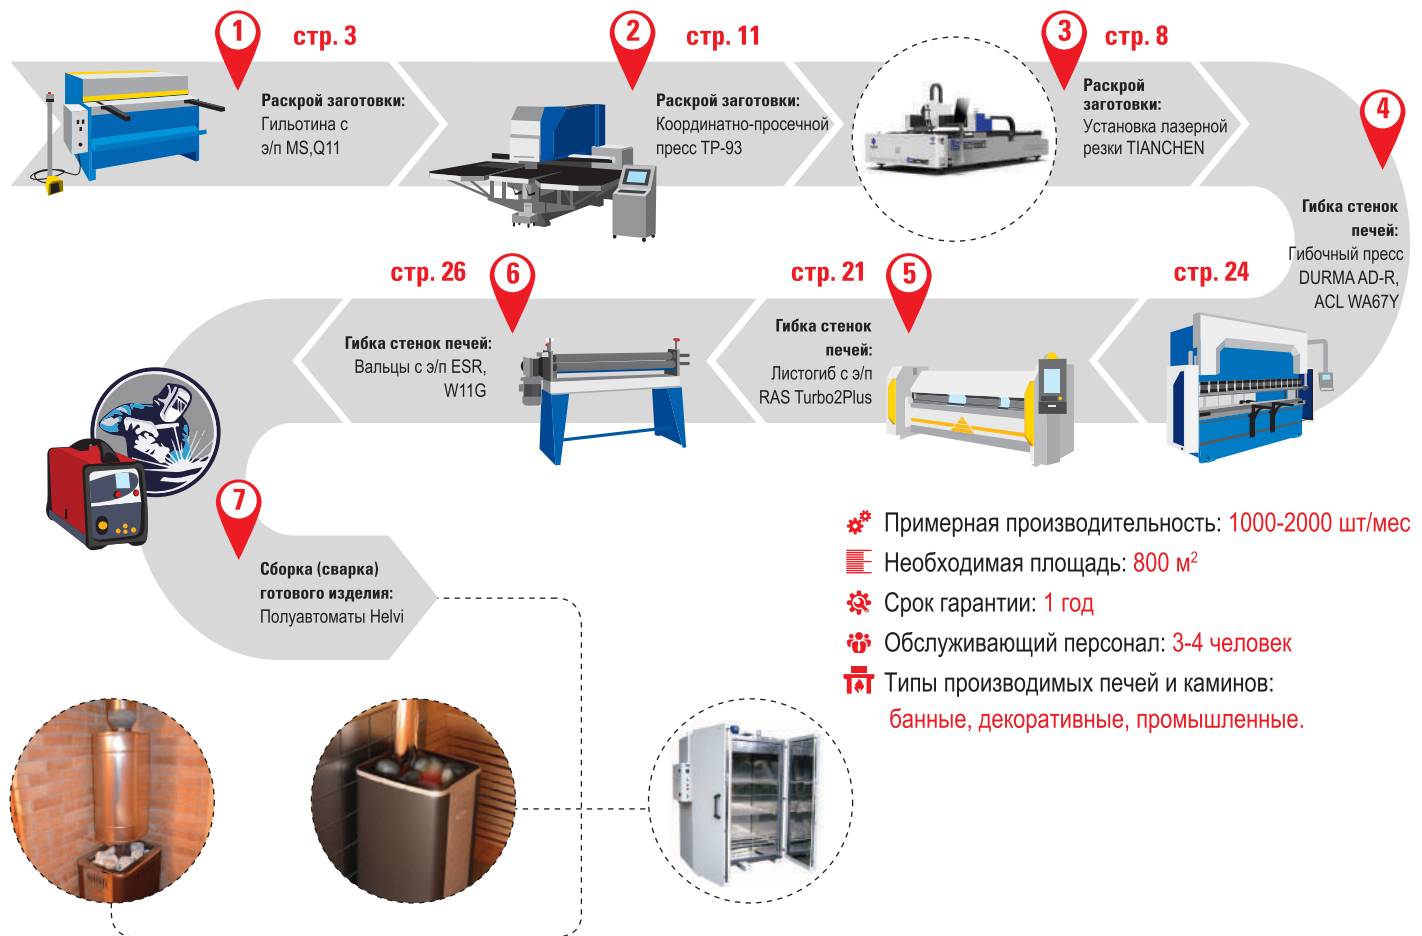 1
стр. 3
Раскрой заготовки:
Гильотина с
э/п MS,Q11
2
стр. 11
Раскрой заготовки:
Координатно-просечной
пресс TP-93
3
стр. 8
Раскрой
заготовки:
Установка лазерной
резки TIANCHEN
4
Гибка стенок
печей:
Гибочный пресс
DURMA AD-R,
ACL WA67Y
стр. 24
5
стр. 21
Гибка стенок
печей:
Листогиб с э/п
RAS Turbo2Plus
6
стр. 26
Гибка стенок печей:
Вальцы с э/п ESR,
W11G
7
Сборка (сварка)
готового изделия:
Полуавтоматы Helvi
Примерная производительность: 1000-2000 шт/мес
Необходимая площадь: 800 м²
Срок гарантии: 1 год
Обслуживающий персонал: 3-4 человек
Типы производимых печей и каминов:
банные, декоративные, промышленные.